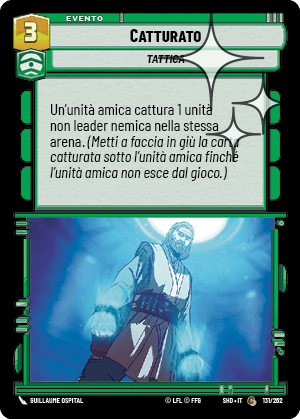 EVENTO
3
CATTURATO
TATTICA
Un'unità amica cattura 1 unità
non leader nemica nella stessa
arena. (Metti a faccia in giù la carta
catturata sotto l'unità amica finché
l'unità amica non esce dal gioco.)
GUILLAUME OSPITAL
© LFL © FFG
SHD • IT
131/262